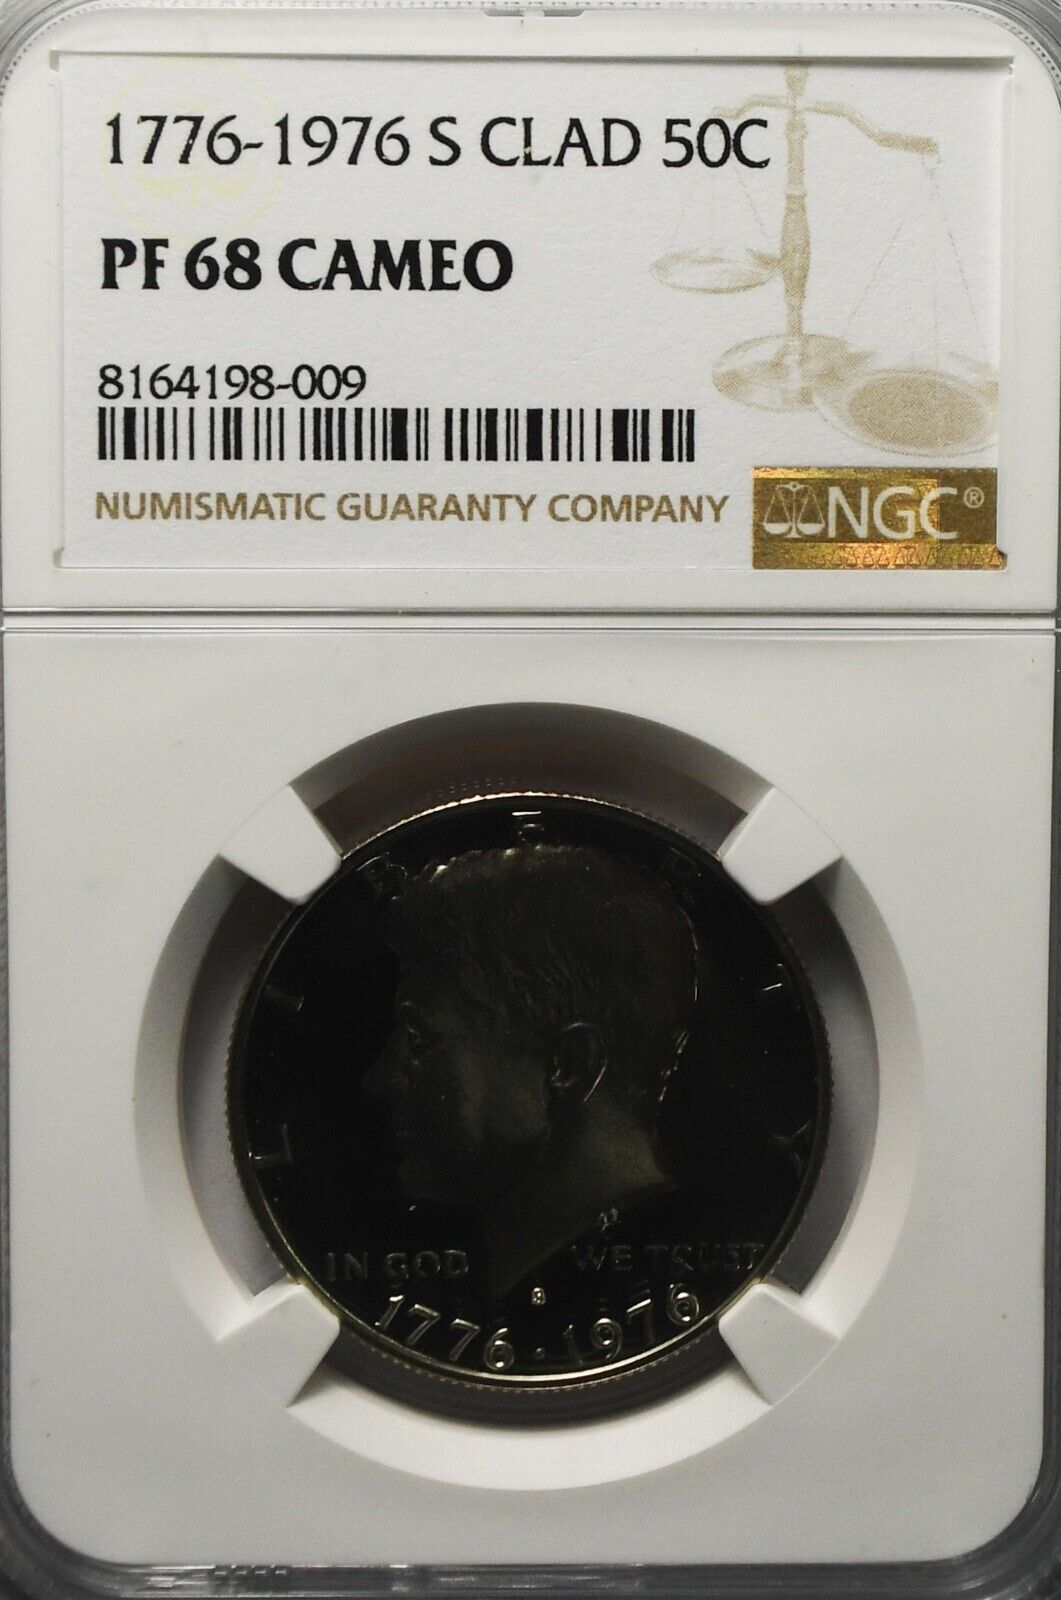 1776-1976 S CLAD 50C
PF 68 CAMEO
8164198-009
NUMISMATIC GUARANTY COMPANY
NGC®
LIBERTY
IN GOD WE TRUST
S
1776·1976